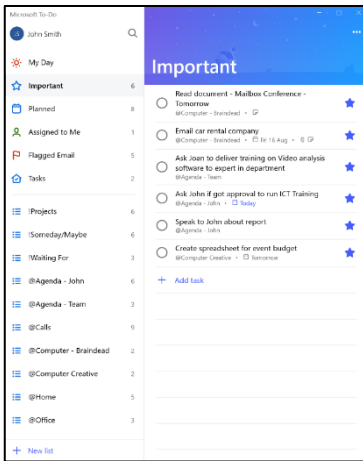 Microsoft To-Do
John Smith
My Day
Important 6
Planned 8
Assigned to Me 1
Flagged Email 5
Tasks 2
!Projects 6
!Someday/Maybe 6
!Waiting For 3
@Agenda - John 6
@Agenda - Team 3
@Calls 9
@Computer - Braindead 2
@Computer Creative 2
@Home 5
@Office 3
+ New list
Important
Read document - Mailbox Conference -
Tomorrow
@Computer - Braindead •
Email car rental company
@Computer - Braindead • Fri 16 Aug •
Ask Joan to deliver training on Video analysis
software to expert in department
@Agenda - Team
Ask John if got approval to run ICT Training
@Agenda - John • Today
Speak to John about report
@Agenda - John
Create spreadsheet for event budget
@Computer Creative • Tomorrow
+ Add task